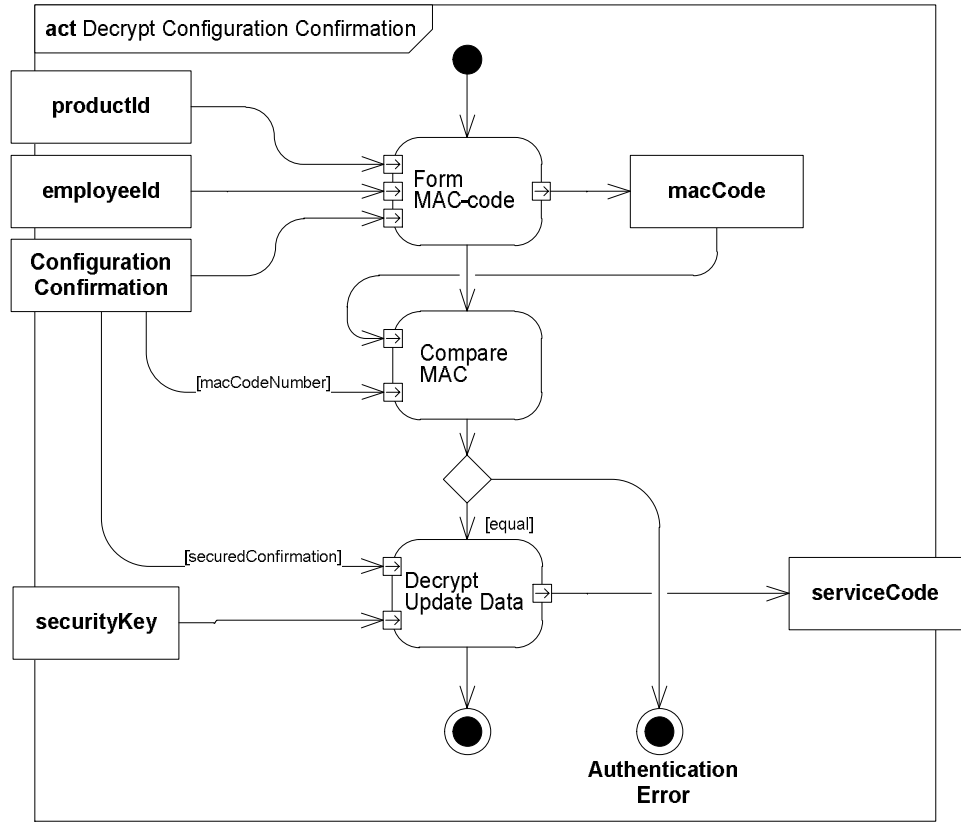 act Decrypt Configuration Confirmation
productId
employeeId
Configuration
Confirmation
Form
MAC-code
macCode
Compare
MAC
[macCodeNumber]
[equal]
[securedConfirmation]
Decrypt
Update Data
securityKey
serviceCode
Authentication
Error